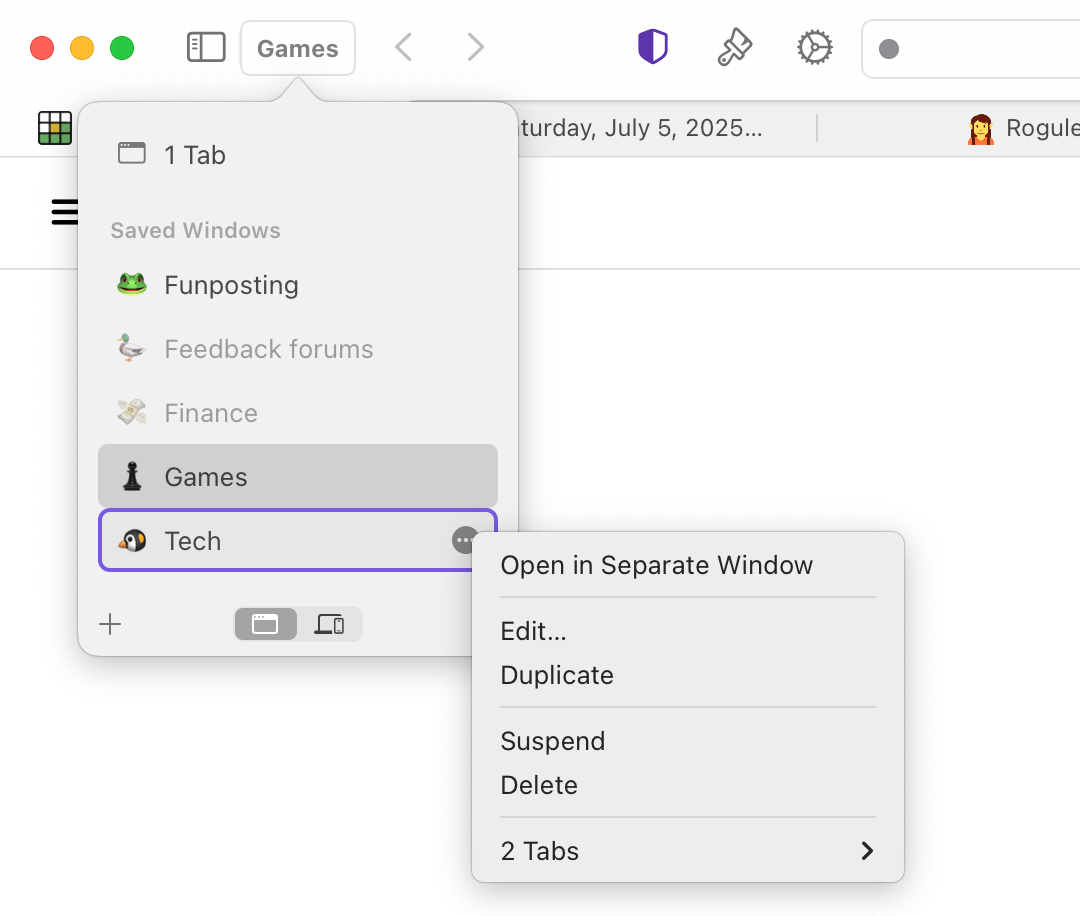 Games
turday, July 5, 2025...
Rogule
1 Tab
Saved Windows
Funposting
Feedback forums
Finance
Games
Tech
Open in Separate Window
Edit...
Duplicate
Suspend
Delete
2 Tabs